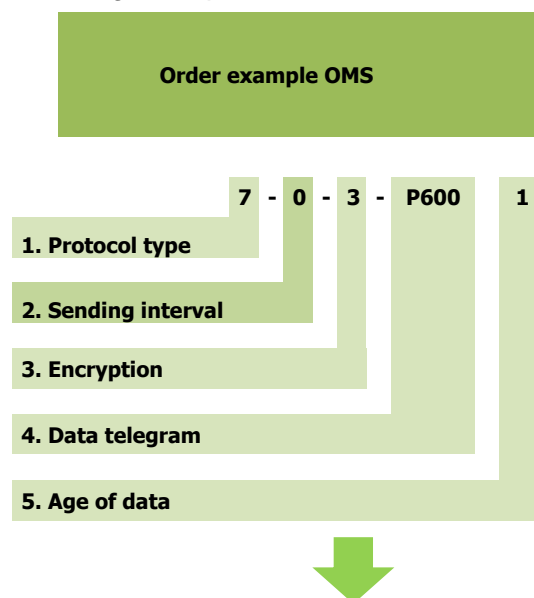 Order example OMS
7 - 0 - 3 - P600 1
1. Protocol type
2. Sending interval
3. Encryption
4. Data telegram
5. Age of data